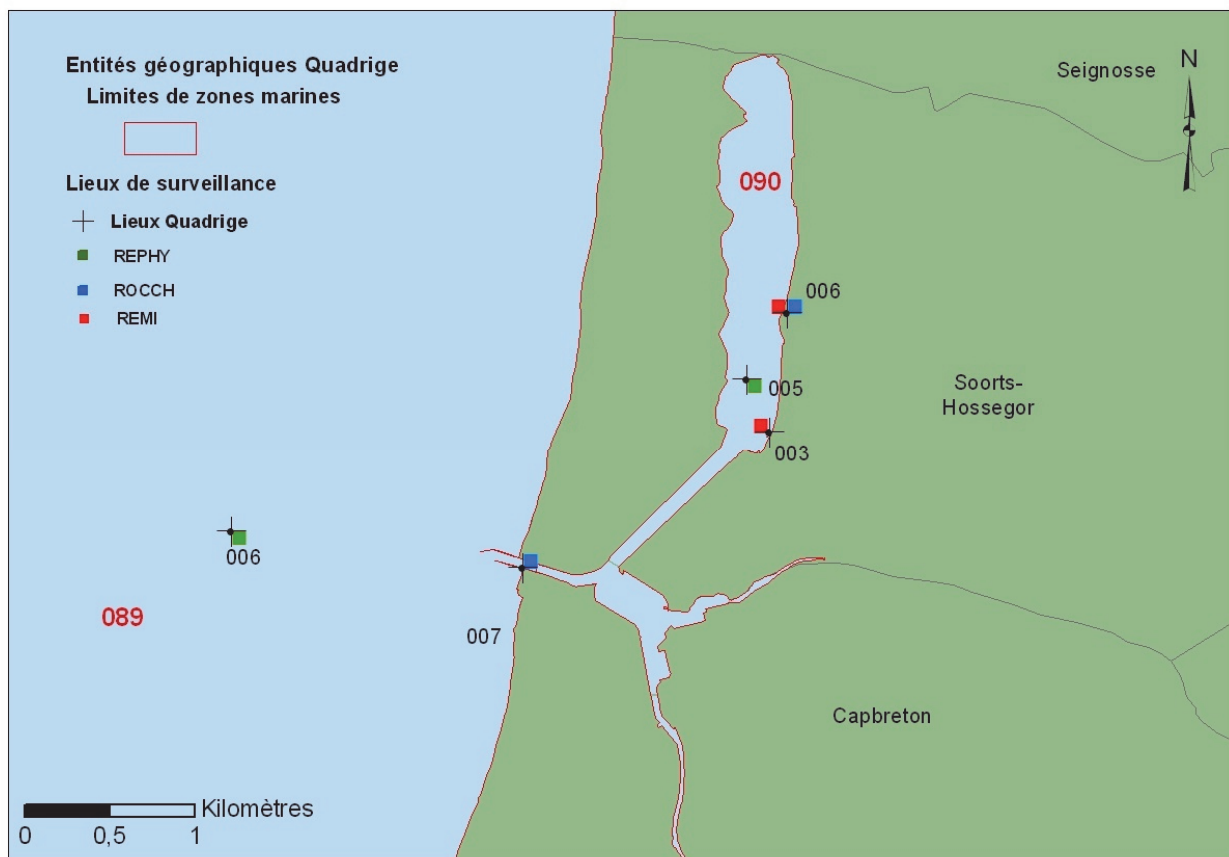 Entités géographiques Quadrige
Limites de zones marines
Lieux de surveillance
Lieux Quadrige
REPHY
ROCCH
REMI
Seignosse
N
090
006
005
003
Soorts-
Hossegor
006
089
007
Capbreton
Kilomètres
0 0,5 1